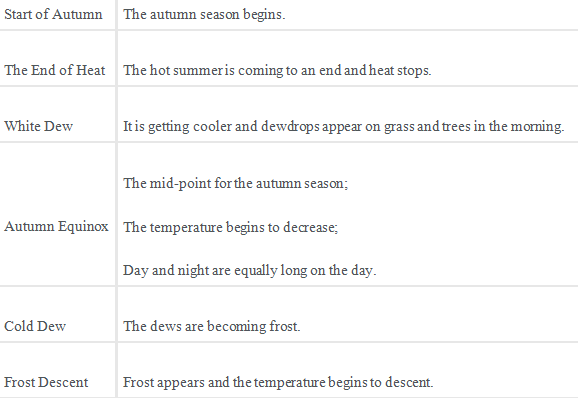 Start of Autumn The autumn season begins.
The End of Heat The hot summer is coming to an end and heat stops.
White Dew It is getting cooler and dewdrops appear on grass and trees in the morning.
The mid-point for the autumn season;
Autumn Equinox The temperature begins to decrease;
Day and night are equally long on the day.
Cold Dew The dews are becoming frost.
Frost Descent Frost appears and the temperature begins to descent.